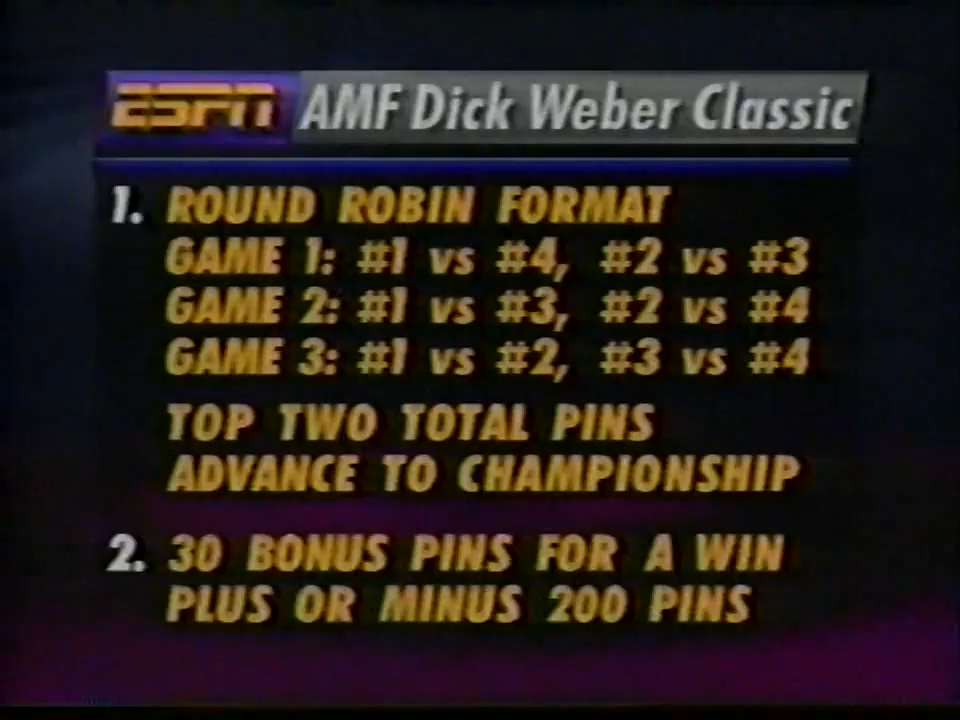 ESPN AMF Dick Weber Classic
1. ROUND ROBIN FORMAT
GAME 1: #1 vs #4, #2 vs #3
GAME 2: #1 vs #3, #2 vs #4
GAME 3: #1 vs #2, #3 vs #4
TOP TWO TOTAL PINS
ADVANCE TO CHAMPIONSHIP
2. 30 BONUS PINS FOR A WIN
PLUS OR MINUS 200 PINS